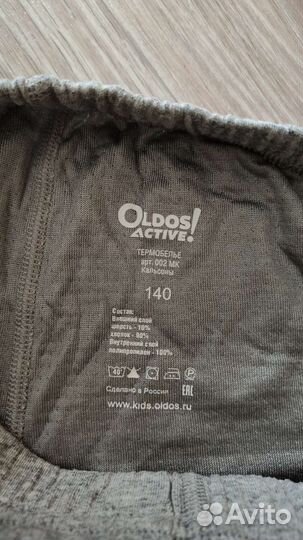 OLDOS!
ACTIVE
ТЕРМОБЕЛЬЕ
арт. 002 МК
Кальсоны
140
Состав:
Внешний слой
шерсть - 10%
хлопок - 90%
Внутренний слой
полипропилен - 100%
40°
Сделано в России
www.kids.oldos.ru
Avito